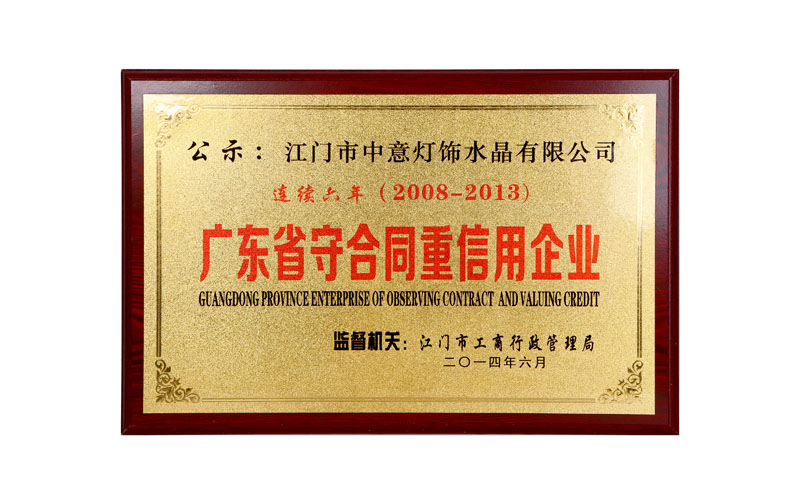 公示：江门市中意灯饰水晶有限公司
连续六年（2008-2013）
广东省守合同重信用企业
GUANGDONG PROVINCE ENTERPRISE OF OBSERVING CONTRACT AND VALUING CREDIT
监督机关：江门市工商行政管理局
二〇一四年六月